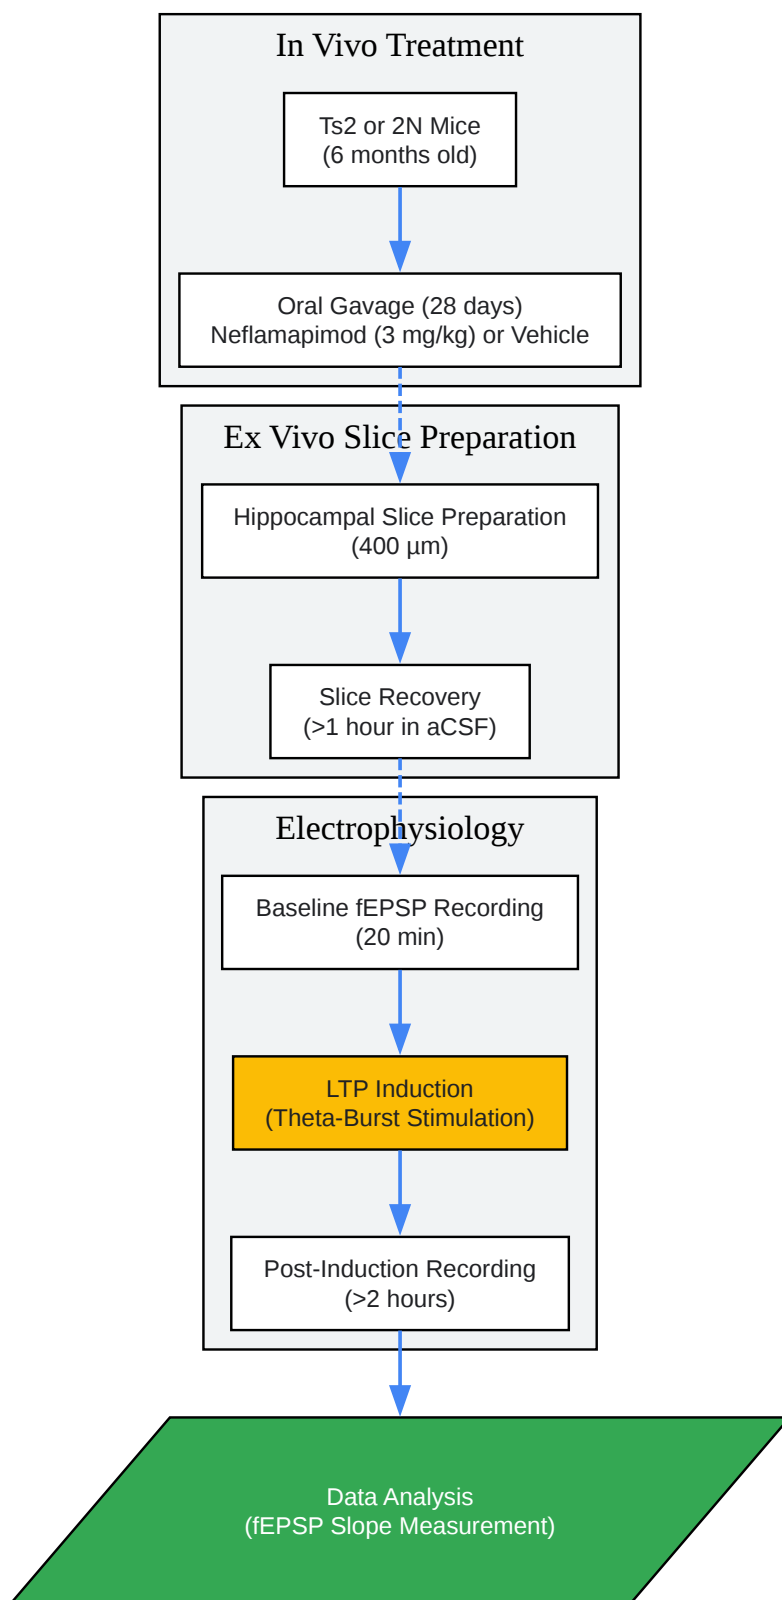 In Vivo Treatment
Ts2 or 2N Mice
(6 months old)
Oral Gavage (28 days)
Neflamapimod (3 mg/kg) or Vehicle
Ex Vivo Slice Preparation
Hippocampal Slice Preparation
(400 µm)
Slice Recovery
(>1 hour in aCSF)
Electrophysiology
Baseline fEPSP Recording
(20 min)
LTP Induction
(Theta-Burst Stimulation)
Post-Induction Recording
(>2 hours)
Data Analysis
(fEPSP Slope Measurement)